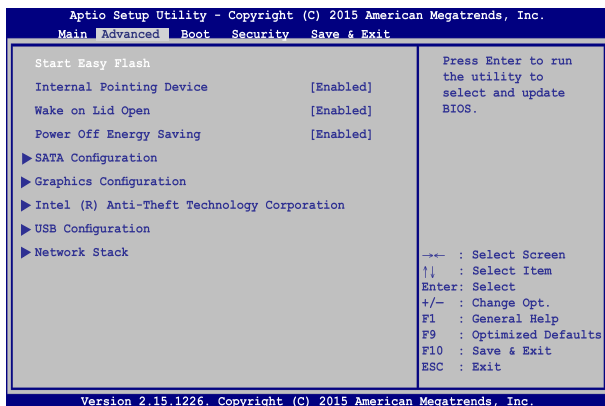 Aptio Setup Utility - Copyright (C) 2015 American Megatrends, Inc.
Main Advanced Boot Security Save & Exit
Start Easy Flash
Internal Pointing Device [Enabled]
Wake on Lid Open [Enabled]
Power Off Energy Saving [Enabled]
SATA Configuration
Graphics Configuration
Intel (R) Anti-Theft Technology Corporation
USB Configuration
Network Stack
Press Enter to run
the utility to
select and update
BIOS.
→← : Select Screen
↑↓ : Select Item
Enter: Select
+/— : Change Opt.
F1 : General Help
F9 : Optimized Defaults
F10 : Save & Exit
ESC : Exit
Version 2.15.1226. Copyright (C) 2015 American Megatrends, Inc.